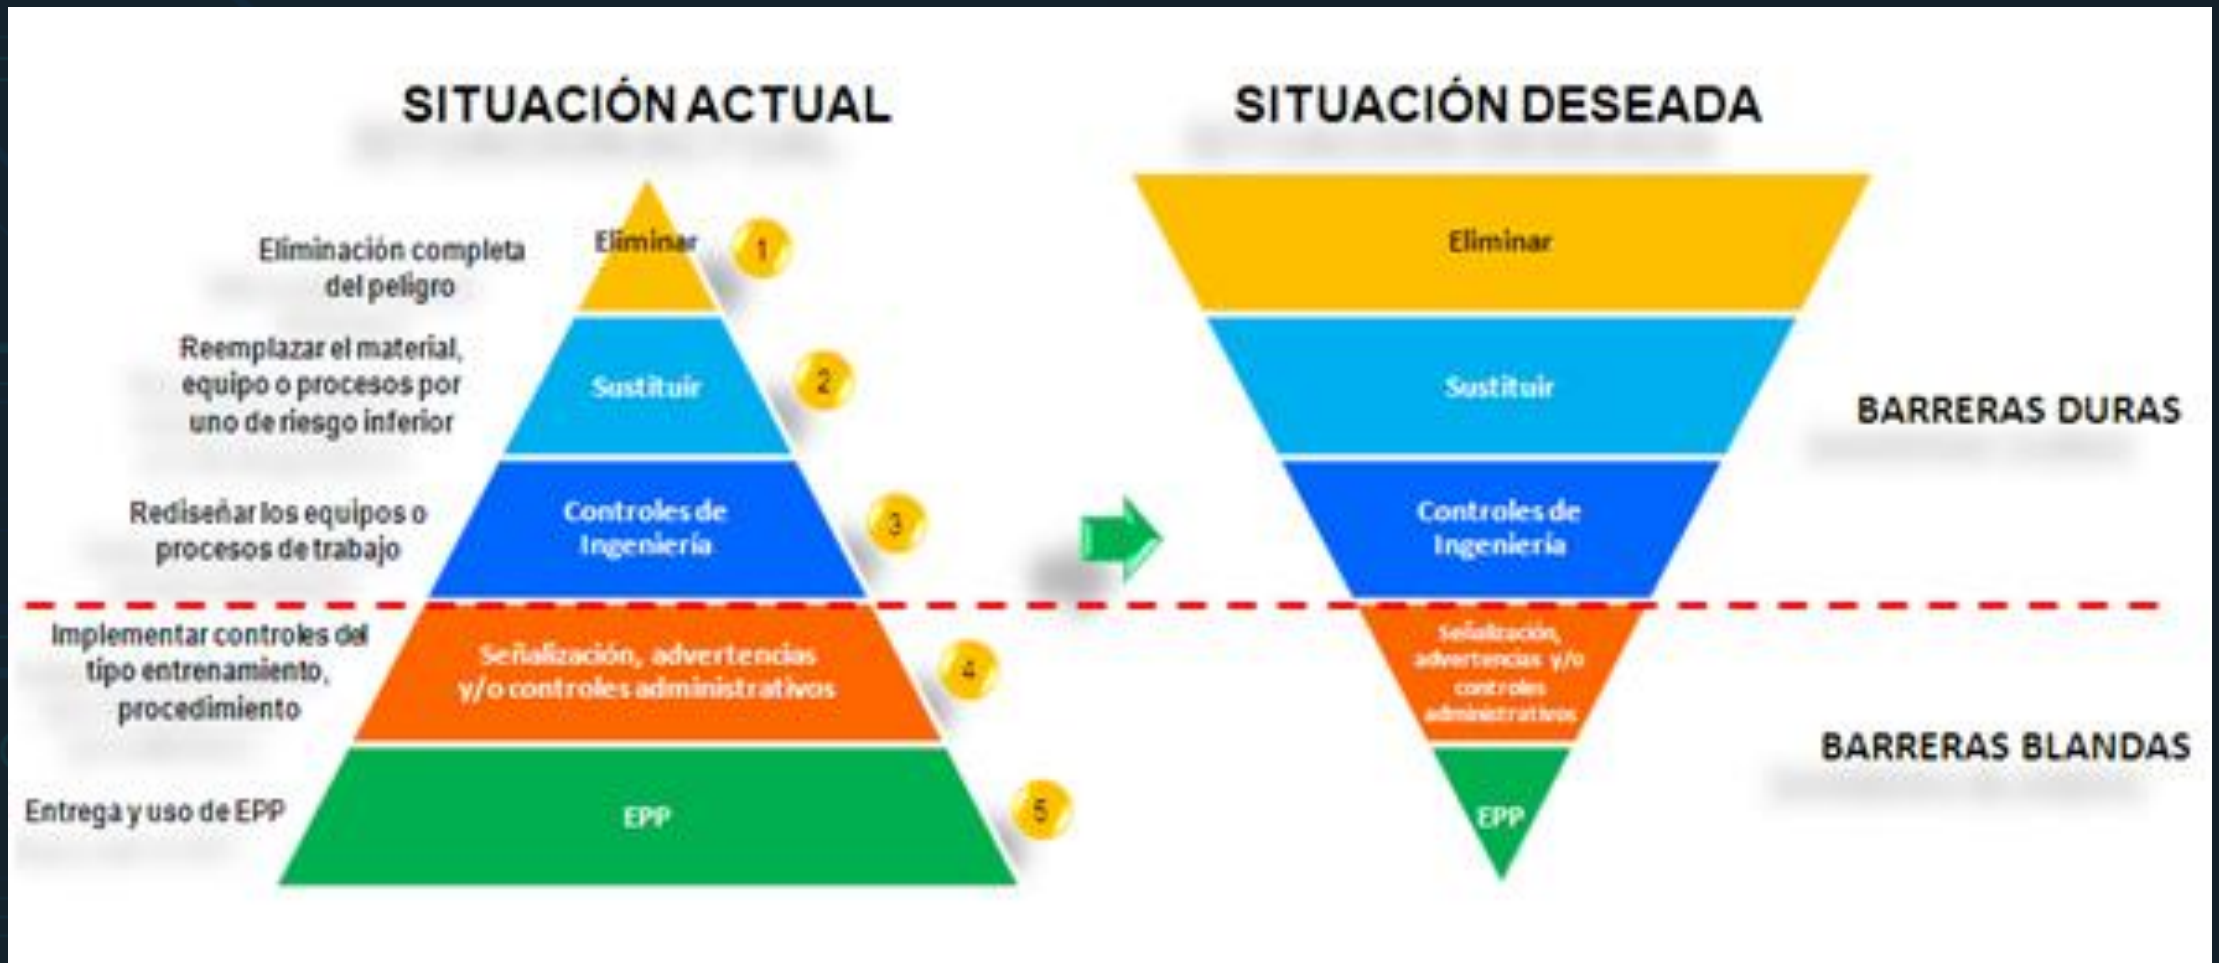 SITUACIÓN ACTUAL
SITUACIÓN DESEADA
Eliminación completa
del peligro
Eliminar
1
Reemplazar el material,
equipo o procesos por
uno de riesgo inferior
Sustituir
2
Rediseñar los equipos o
procesos de trabajo
Controles de
Ingeniería
3
Implementar controles del
tipo entrenamiento,
procedimiento
Señalización, advertencias
y/o controles administrativos
4
Entrega y uso de EPP
EPP
5
Eliminar
Sustituir
Controles de
Ingeniería
Señalización,
advertencias y/o
controles
administrativos
EPP
BARRERAS DURAS
BARRERAS BLANDAS